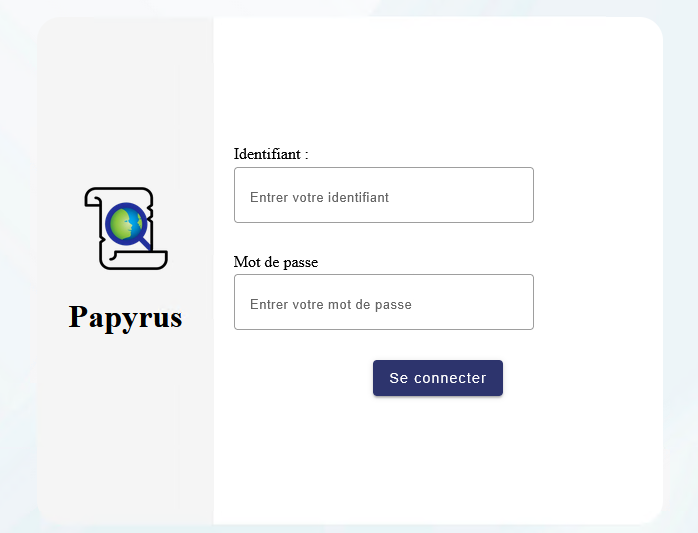 Papyrus
Identifiant :
Entrer votre identifiant
Mot de passe
Entrer votre mot de passe
Se connecter